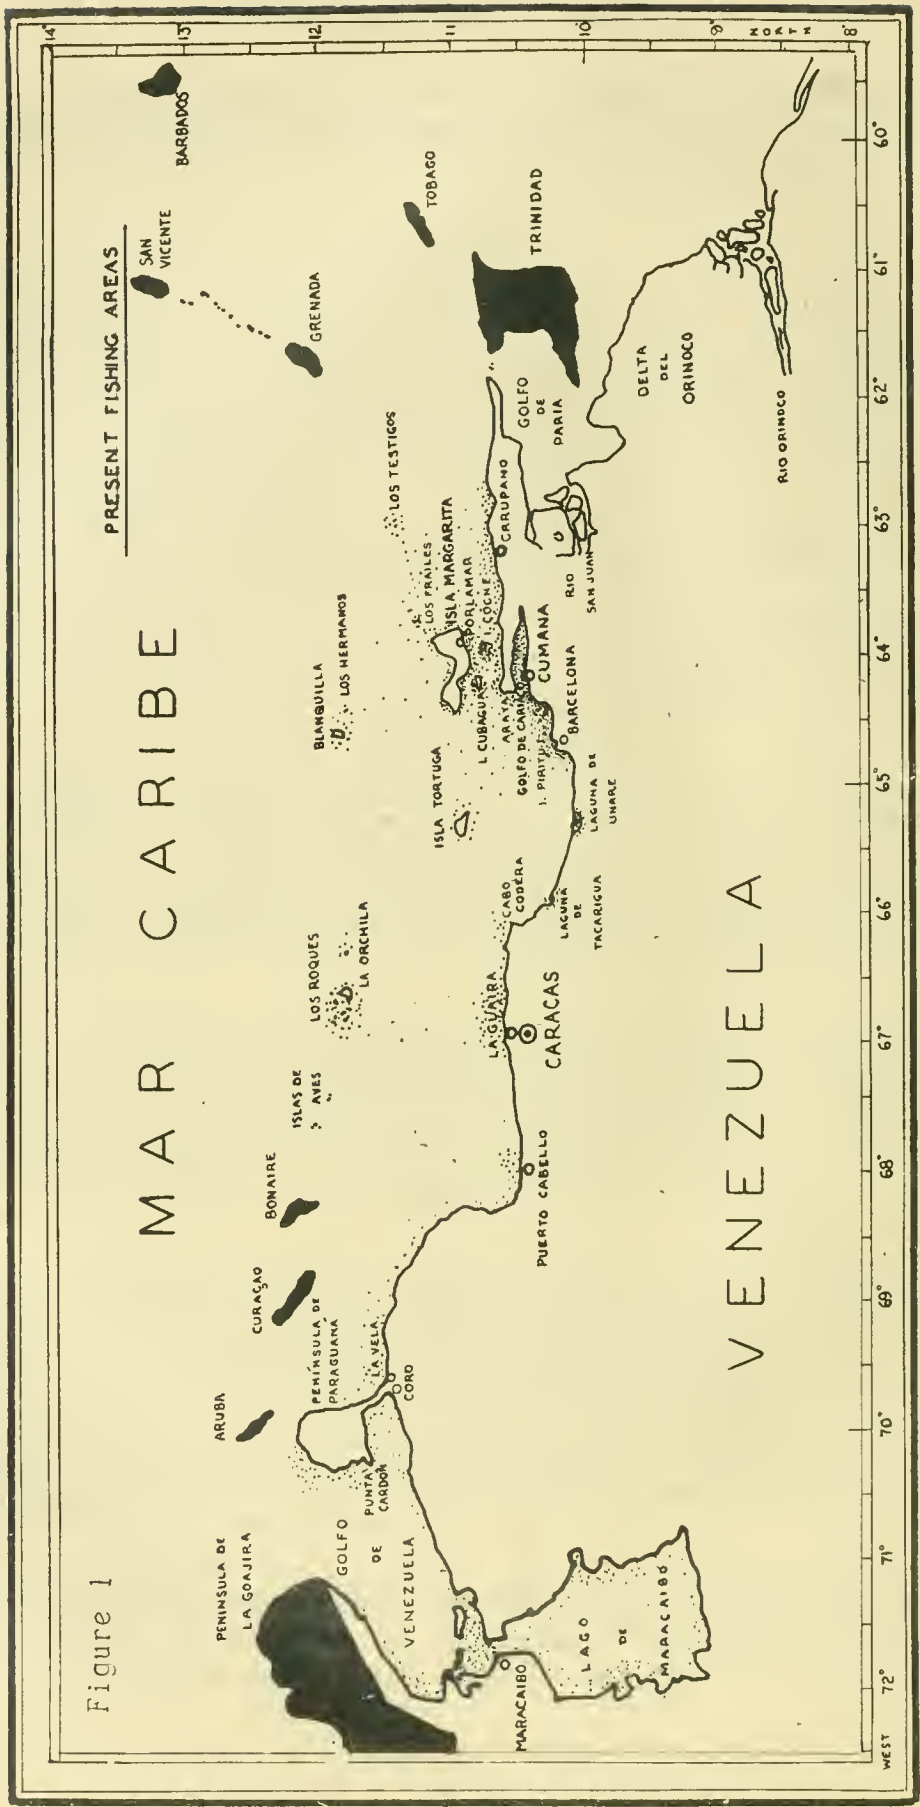 Figure 1
PRESENT FISHING AREAS
MAR CARIBE
VENEZUELA
PENINSULA DE
LA GOAJIRA
ARUBA
CURAÇAO
BONAIRE
ISLAS DE
AVES
LOS ROQUES
LA ORCHILA
BLANQUILLA
LOS HERMANOS
ISLA TORTUGA
LOS TESTIGOS
LOS FRAILES
ISLA MARGARITA
PORLAMAR
I. COCHE
I. CUBAGUA
ARAYA
GOLFO DE CARIACO
I. PIRITU
GRENADA
SAN
VICENTE
BARBADOS
TOBAGO
TRINIDAD
GOLFO
DE
PARIA
CARUPANO
CUMANA
BARCELONA
RIO
SAN JUAN
DELTA
DEL
ORINOCO
RIO ORINOCO
LAGUNA DE
UNARE
LAGUNA
DE
TACARIGUA
CABO
CODERA
LA GUAIRA
CARACAS
PUERTO CABELLO
PENINSULA DE
PARAGUANA
LA VELA
CORO
PUNTA
CARDON
GOLFO
DE
VENEZUELA
MARACAIBO
LAGO
DE
MARACAIBO
14°
13°
12°
11
10
9°
NORTH
8°
WEST
72°
71°
70°
69°
68°
67°
66°
65°
64°
63°
62°
61°
60°